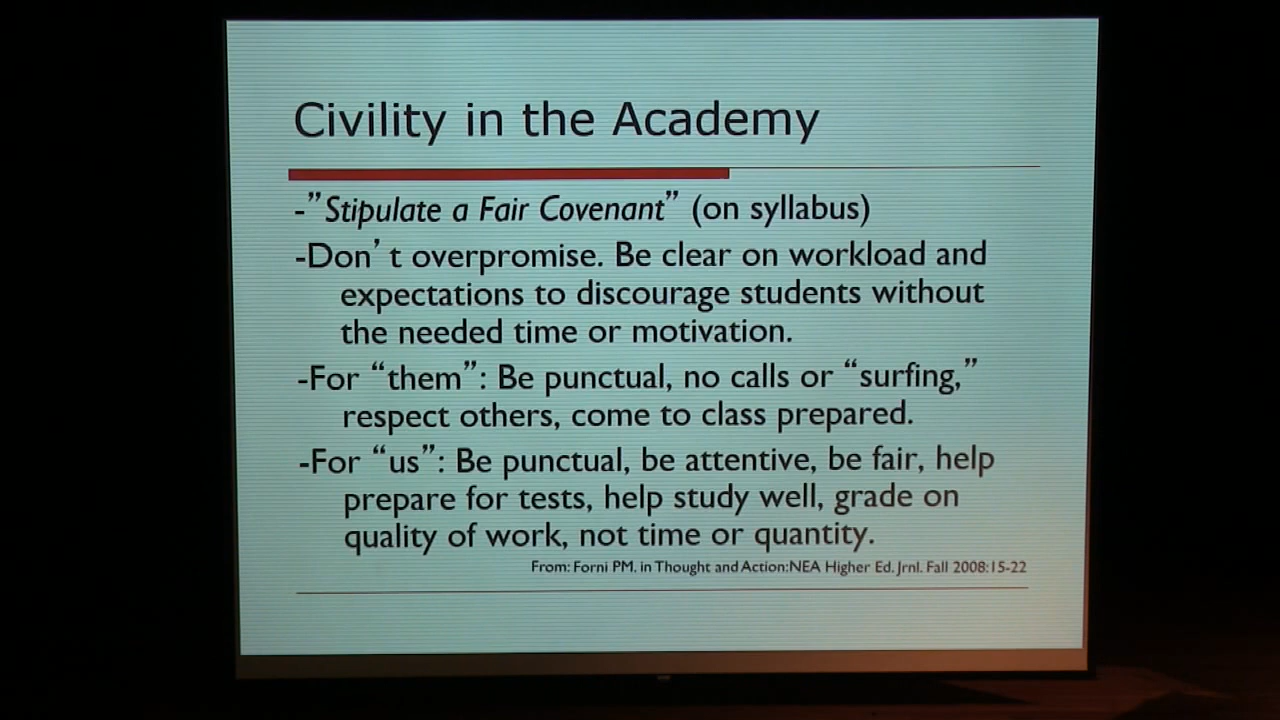 Civility in the Academy
-”Stipulate a Fair Covenant” (on syllabus)
-Don’t overpromise. Be clear on workload and
expectations to discourage students without
the needed time or motivation.
-For “them”: Be punctual, no calls or “surfing,”
respect others, come to class prepared.
-For “us”: Be punctual, be attentive, be fair, help
prepare for tests, help study well, grade on
quality of work, not time or quantity.
From: Forni PM. in Thought and Action:NEA Higher Ed. Jrnl. Fall 2008:15-22